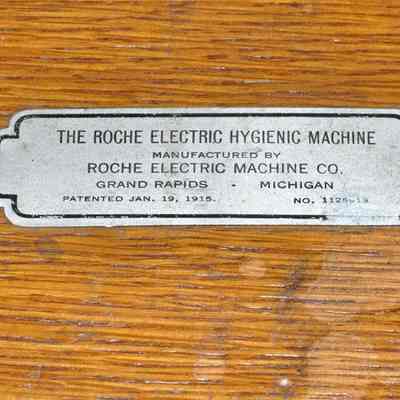 THE ROCHE ELECTRIC HYGIENIC MACHINE
MANUFACTURED BY
ROCHE ELECTRIC MACHINE CO.
GRAND RAPIDS - MICHIGAN
PATENTED JAN. 19, 1915. NO.